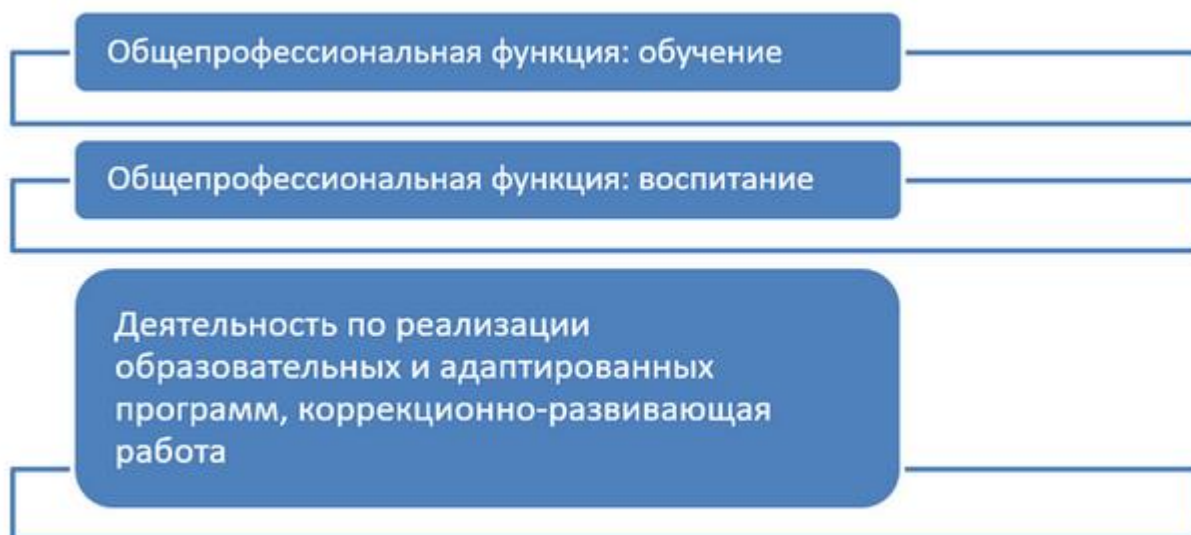 Общепрофессиональная функция: обучение
Общепрофессиональная функция: воспитание
Деятельность по реализации
образовательных и адаптированных
программ, коррекционно-развивающая
работа